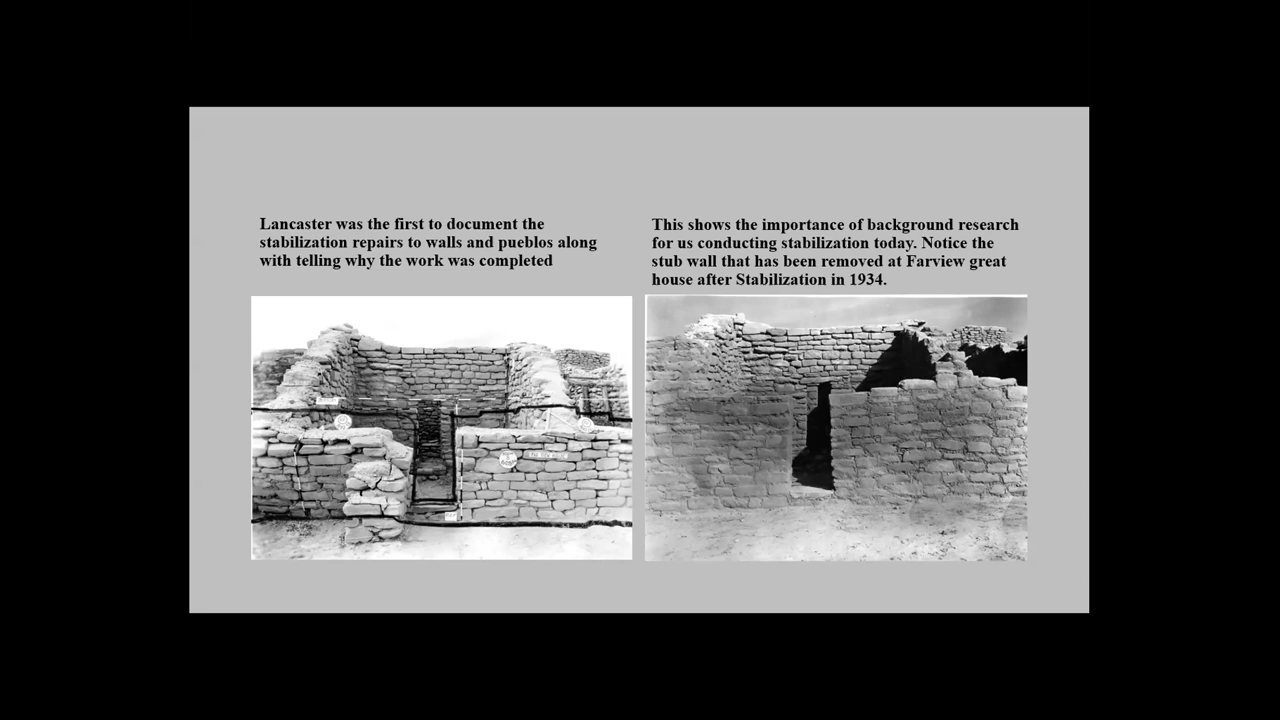 Lancaster was the first to document the
stabilization repairs to walls and pueblos along
with telling why the work was completed
This shows the importance of background research
for us conducting stabilization today. Notice the
stub wall that has been removed at Farview great
house after Stabilization in 1934.